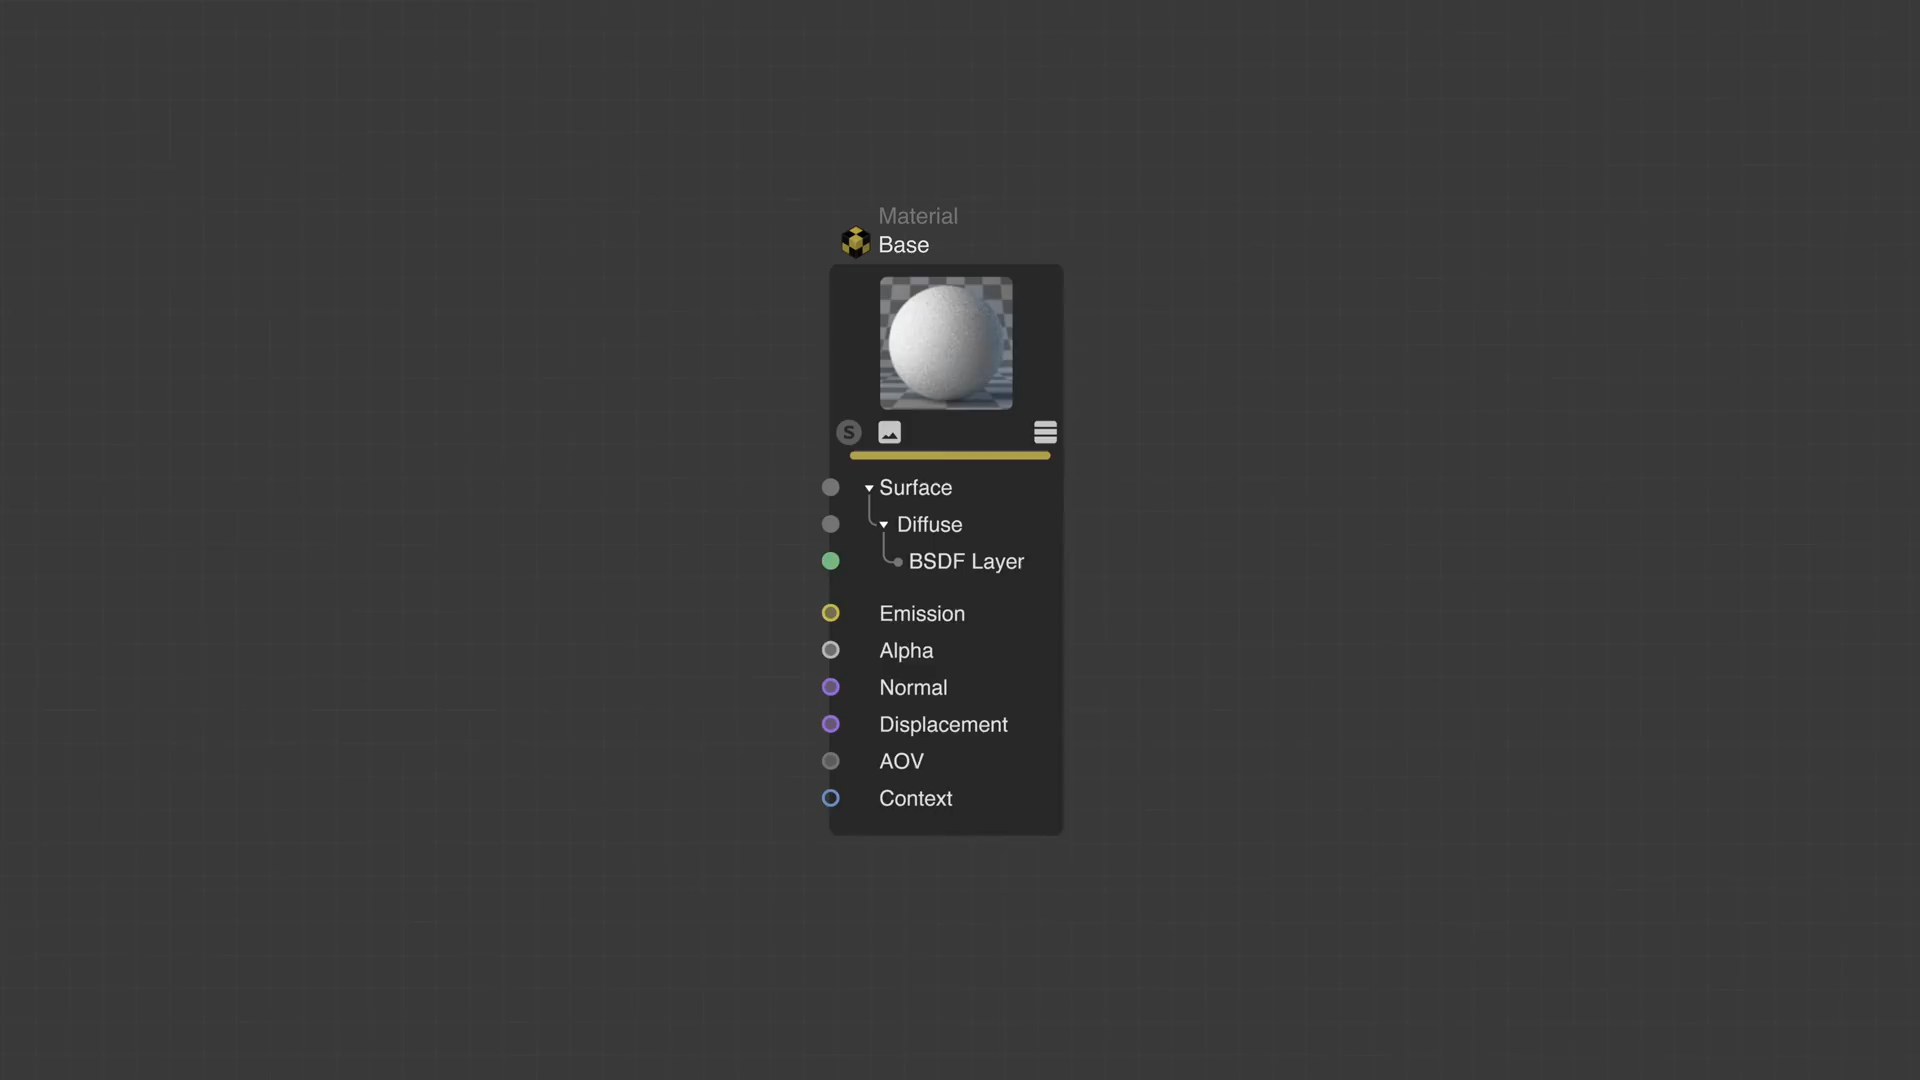 Material
Base
S
Surface
Diffuse
BSDF Layer
Emission
Alpha
Normal
Displacement
AOV
Context